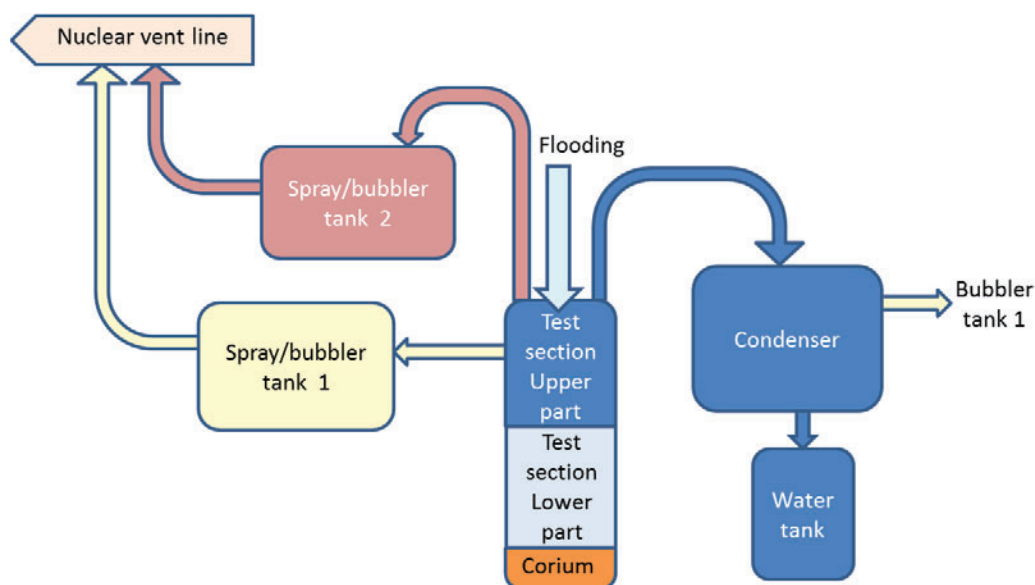 Nuclear vent line
Flooding
Spray/bubbler
tank 2
Bubbler
tank 1
Test
section
Upper
part
Condenser
Spray/bubbler
tank 1
Test
section
Lower
part
Water
tank
Corium